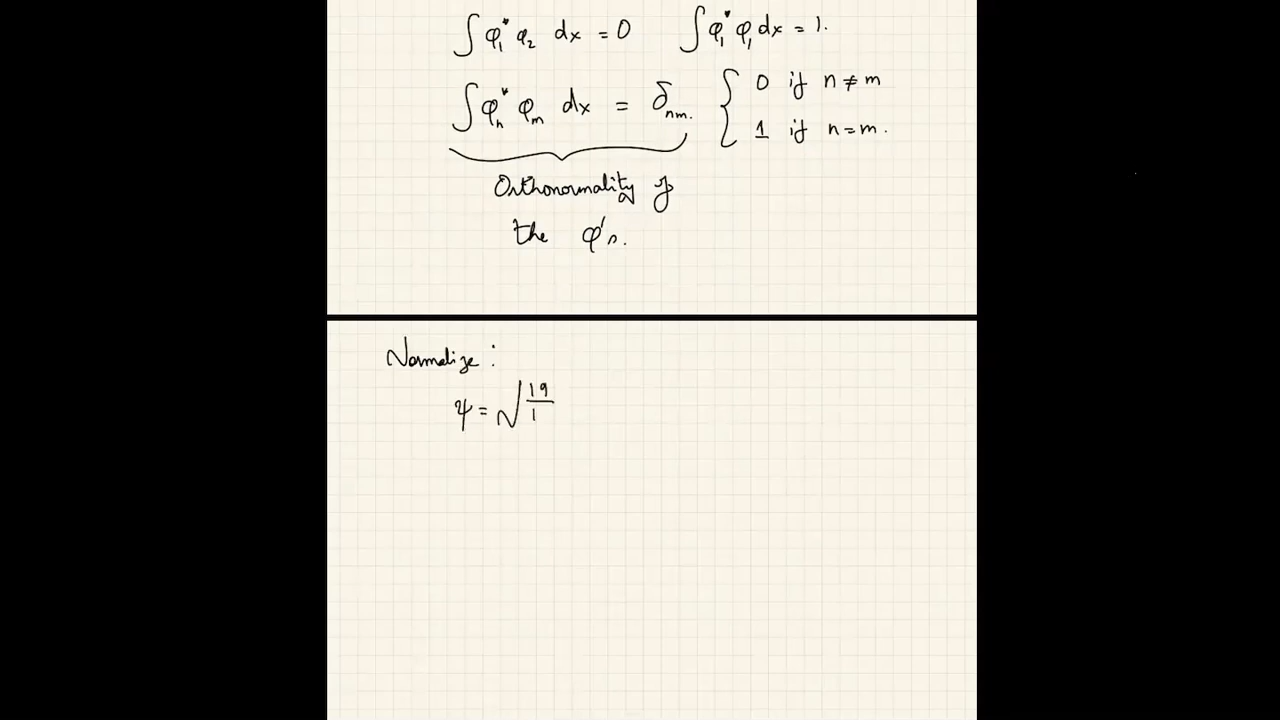 ∫ φ₁* φ₂ dx = 0 ∫ φ₁* φ₁ dx = 1.
∫ φₙ* φₘ dx = δₙₘ. { 0 if n ≠ m
1 if n = m.
Orthonormality of
the φ's.
Normalize :
ψ = √(19/1